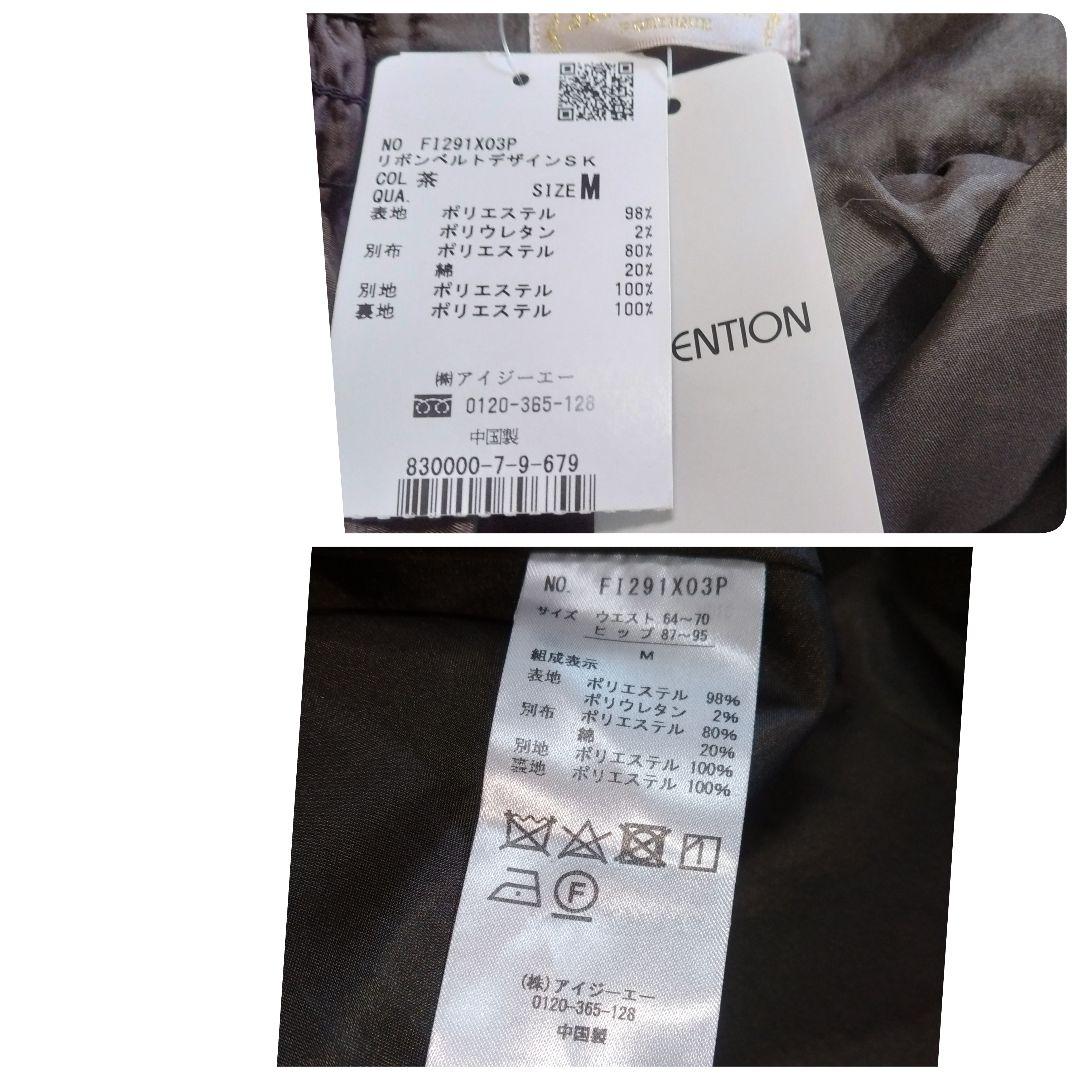 NO FI291X03P
リボンベルトデザインSK
COL 茶
SIZE M
QUA.
表地 ポリエステル 98%
ポリウレタン 2%
別布 ポリエステル 80%
綿 20%
別地 ポリエステル 100%
裏地 ポリエステル 100%
㈱アイジーエー
0120-365-128
中国製
830000-7-9-679
ENTION
NO. FI291X03P
サイズ ウエスト 64~70
ヒップ 87~95
M
組成表示
表地 ポリエステル 98%
ポリウレタン 2%
別布 ポリエステル 80%
綿 20%
別地 ポリエステル 100%
裏地 ポリエステル 100%
F
(株)アイジーエー
0120-365-128
中国製